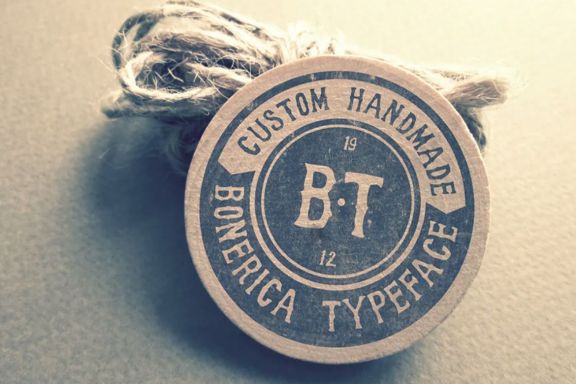 CUSTOM HANDMADE
19
B·T
12
BONERICA TYPEFACE